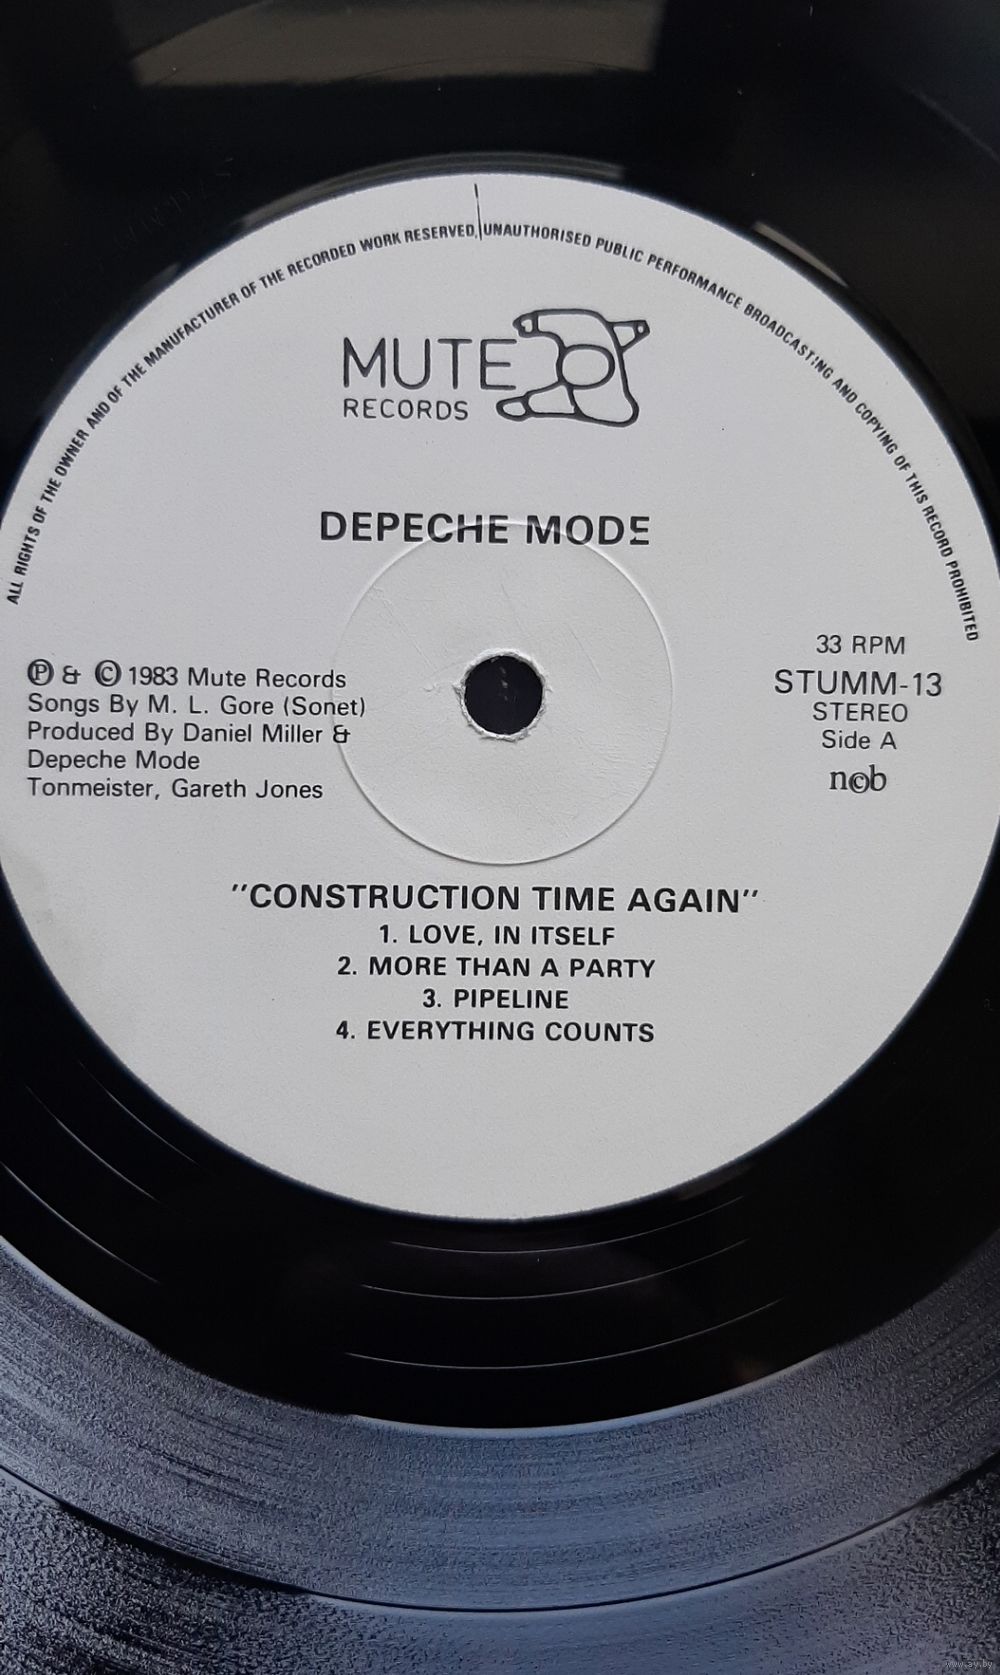 ALL RIGHTS OF THE OWNER AND OF THE MANUFACTURER OF THE RECORDED WORK RESERVED, UNAUTHORISED PUBLIC PERFORMANCE BROADCASTING AND COPYING OF THIS RECORD PROHIBITED
MUTE
RECORDS
DEPECHE MODE
Ⓟ & © 1983 Mute Records
Songs By M. L. Gore (Sonet)
Produced By Daniel Miller &
Depeche Mode
Tonmeister, Gareth Jones
33 RPM
STUMM-13
STEREO
Side A
n©b
"CONSTRUCTION TIME AGAIN"
1. LOVE, IN ITSELF
2. MORE THAN A PARTY
3. PIPELINE
4. EVERYTHING COUNTS
www.ay.by